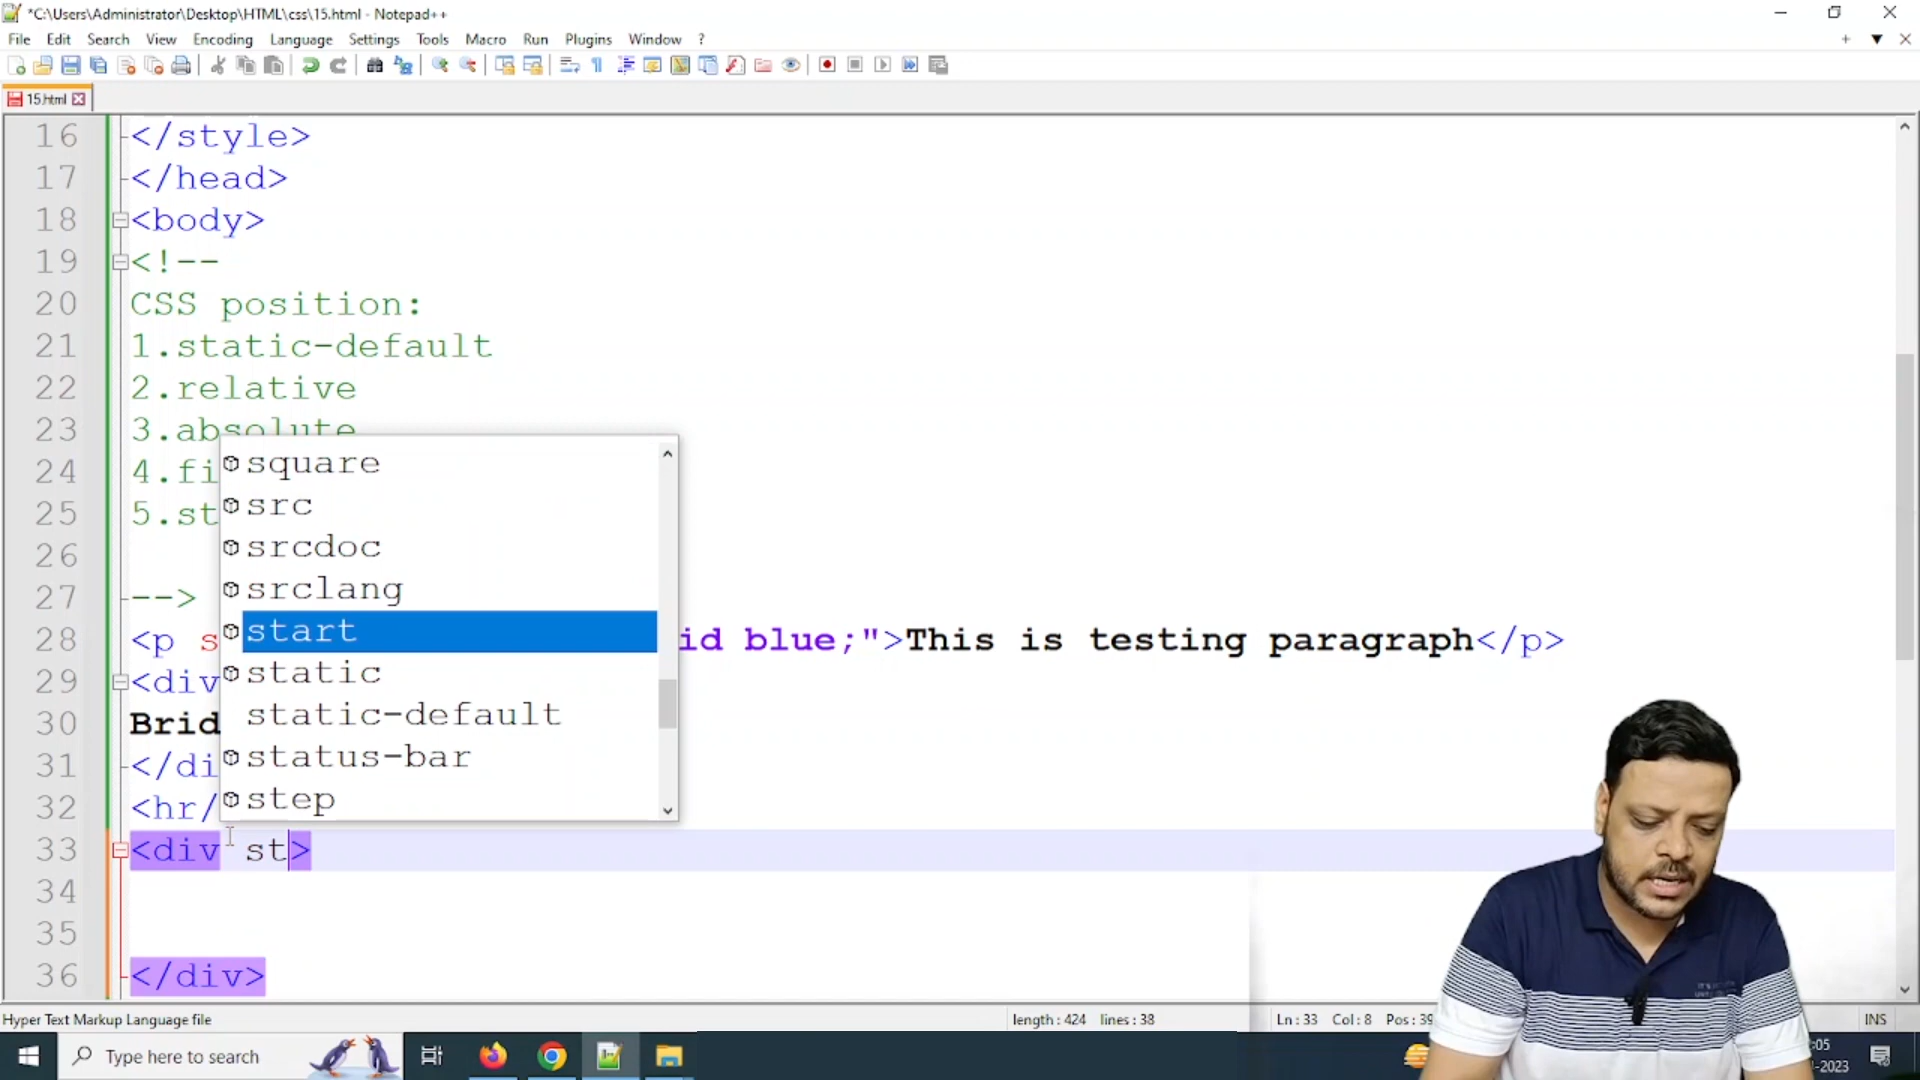 *C:\Users\Administrator\Desktop\HTML\css\15.html - Notepad++
File Edit Search View Encoding Language Settings Tools Macro Run Plugins Window ?
15.html
16 </style>
17 </head>
18 <body>
19 <!--
20 CSS position:
21 1.static-default
22 2.relative
23 3.absolute
24 4.fi
25 5.st
26
27 -->
28 <p s id blue;">This is testing paragraph</p>
29 <div
30 Brid
31 </di
32 <hr/
33 <div st>
34
35
36 </div>
square
src
srcdoc
srclang
start
static
static-default
status-bar
step
Hyper Text Markup Language file length : 424 lines : 38 Ln : 33 Col : 8 Pos : 39 INS
Type here to search
:05
-2023